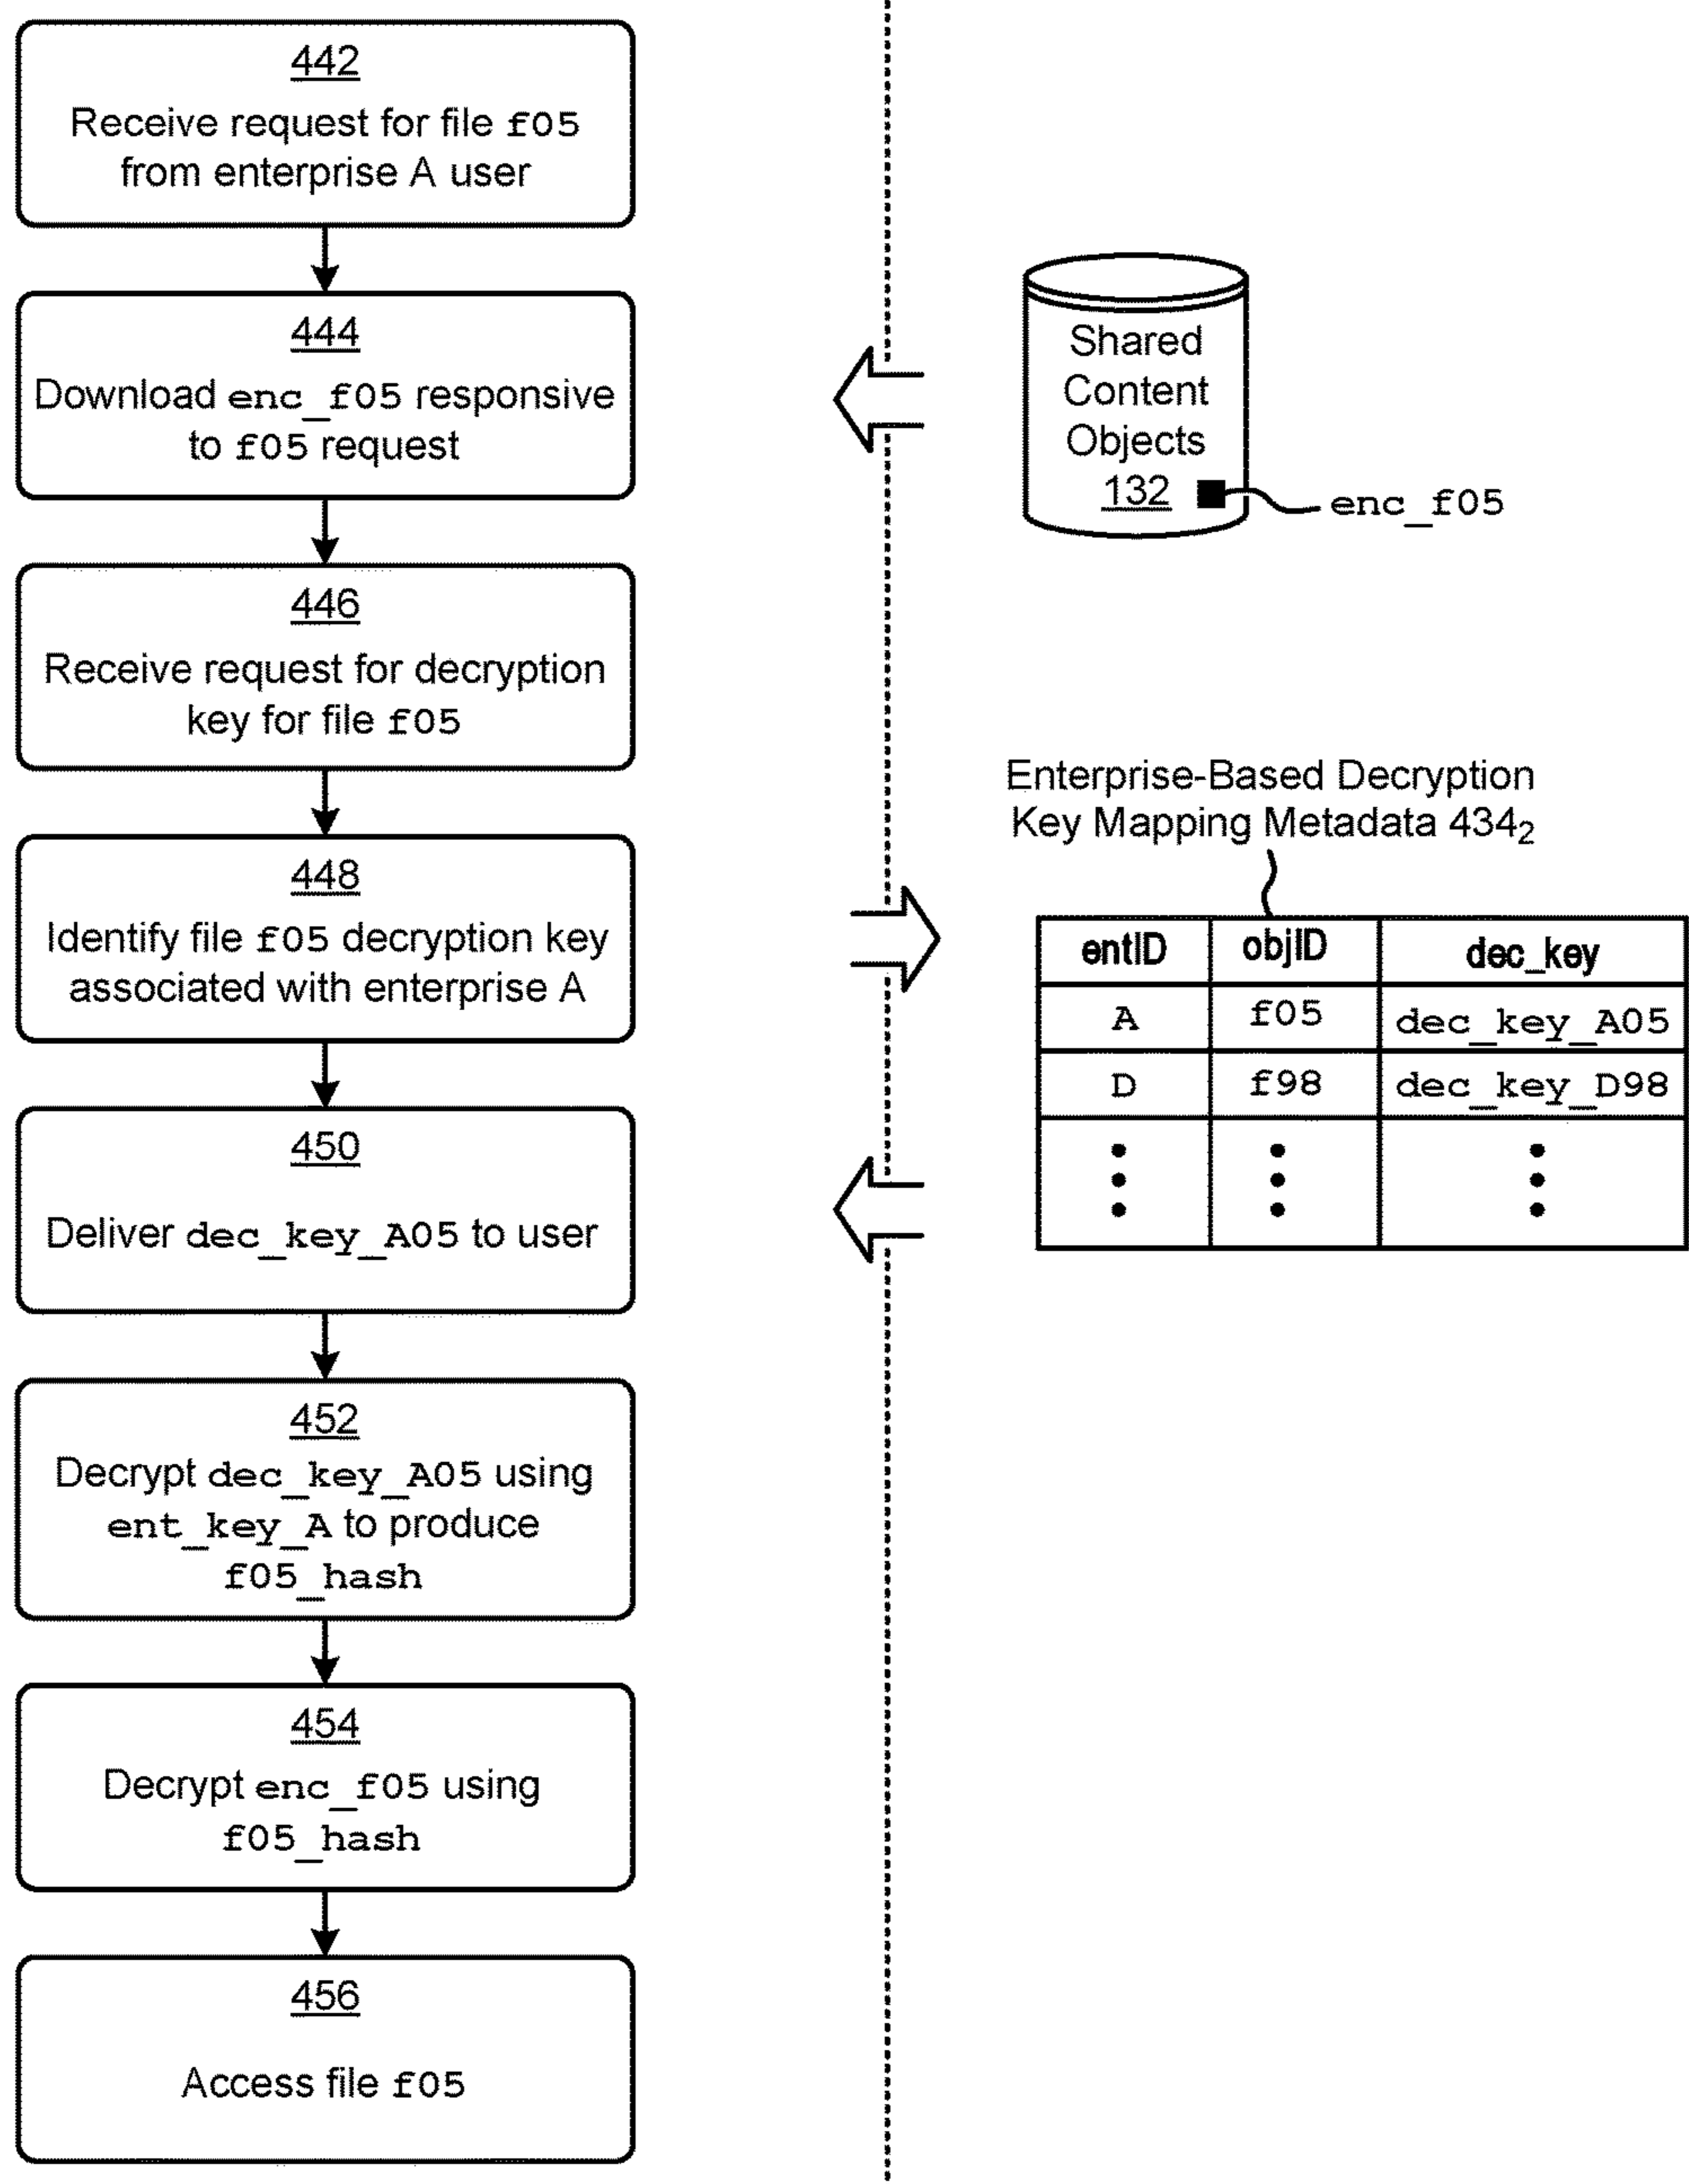 442
Receive request for file f05
from enterprise A user
444
Download enc_f05 responsive
to f05 request
446
Receive request for decryption
key for file f05
448
Identify file f05 decryption key
associated with enterprise A
450
Deliver dec_key_A05 to user
452
Decrypt dec_key_A05 using
ent_key_A to produce
f05_hash
454
Decrypt enc_f05 using
f05_hash
456
Access file f05
Shared
Content
Objects
132
enc_f05
Enterprise-Based Decryption
Key Mapping Metadata 434₂
entID objID dec_key
A f05 dec_key_A05
D f98 dec_key_D98